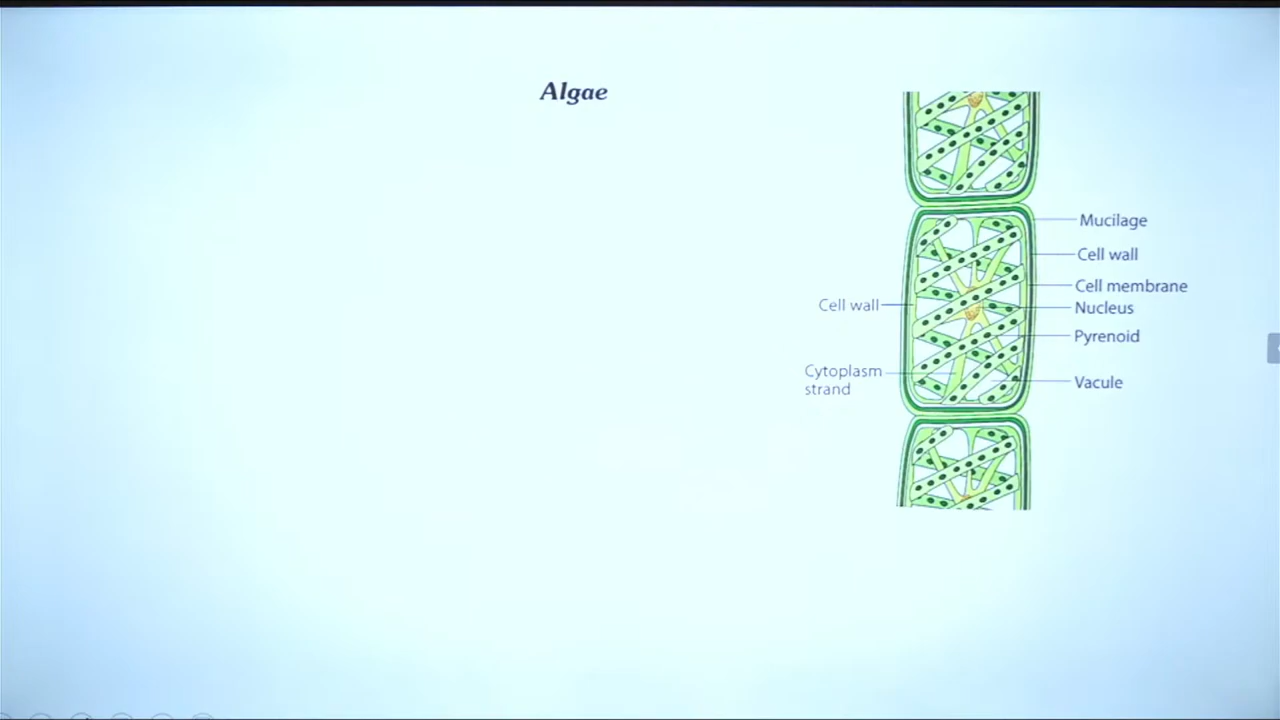 Algae
Mucilage
Cell wall
Cell membrane
Cell wall
Nucleus
Pyrenoid
Cytoplasm
strand
Vacule